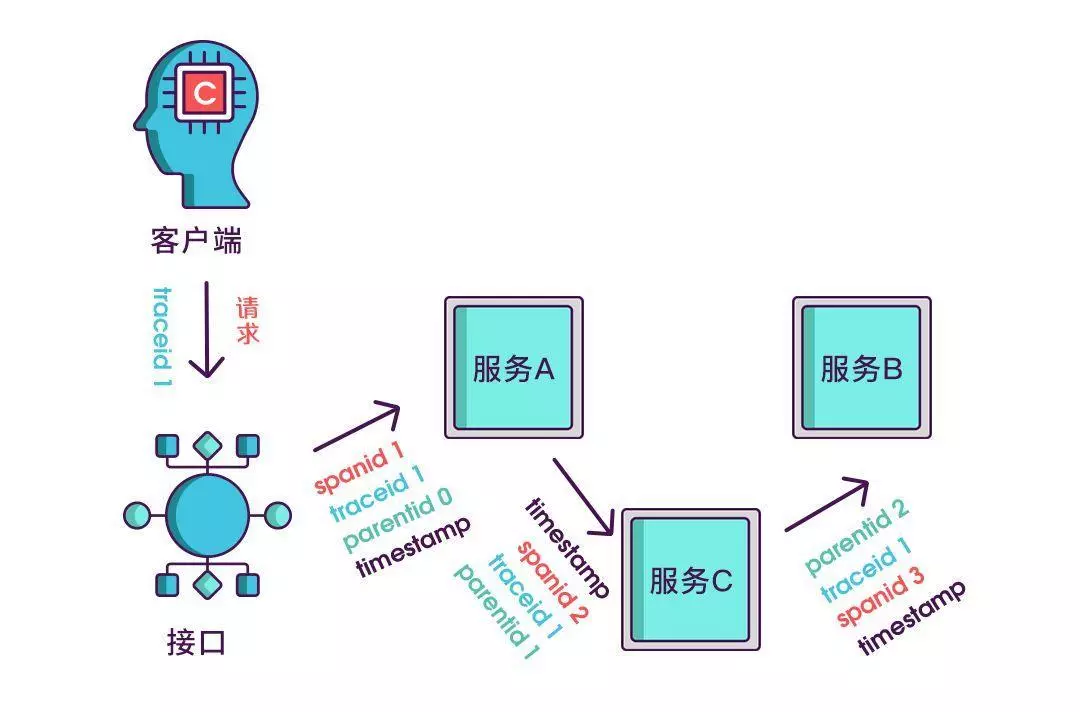 C
客户端
traceid 1
请
求
接口
服务A
spanid 1
traceid 1
parentid 0
timestamp
timestamp
spanid 2
traceid 1
parentid 1
服务C
服务B
parentid 2
traceid 1
spanid 3
timestamp